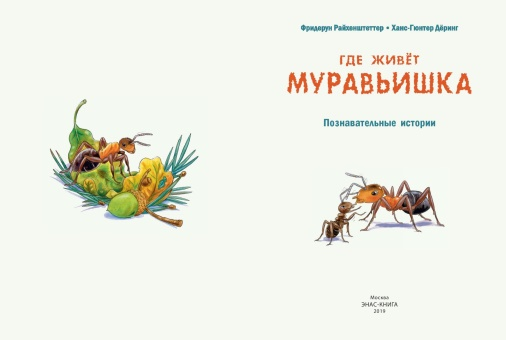 Фридерун Райхенштеттер • Ханс-Гюнтер Дёринг
ГДЕ ЖИВЁТ
МУРАВЬИШКА
Познавательные истории
Москва
ЭНАС-КНИГА
2019